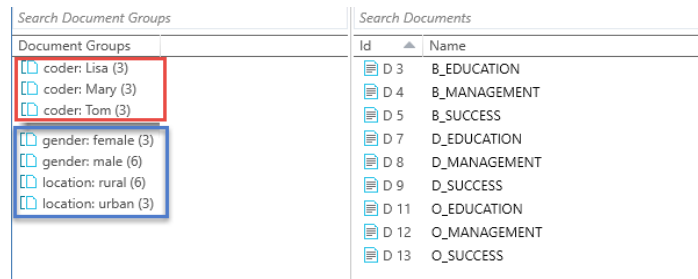 Search Document Groups
Document Groups
coder: Lisa (3)
coder: Mary (3)
coder: Tom (3)
gender: female (3)
gender: male (6)
location: rural (6)
location: urban (3)
Search Documents
Id Name
D 3 B_EDUCATION
D 4 B_MANAGEMENT
D 5 B_SUCCESS
D 7 D_EDUCATION
D 8 D_MANAGEMENT
D 9 D_SUCCESS
D 11 O_EDUCATION
D 12 O_MANAGEMENT
D 13 O_SUCCESS